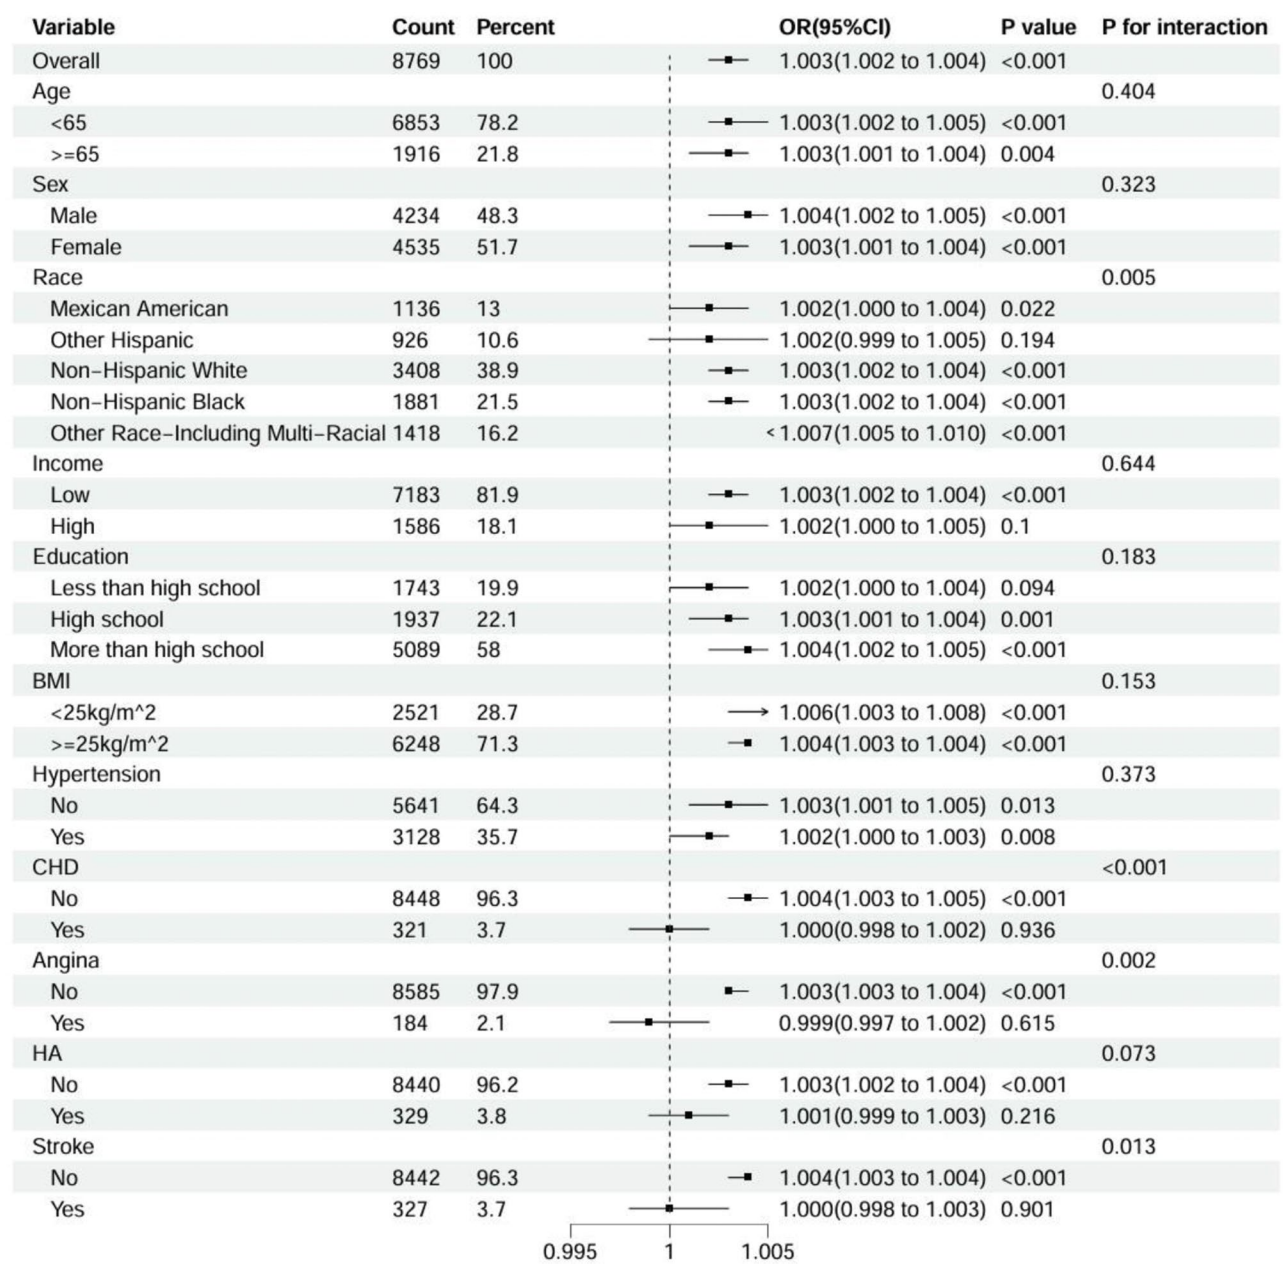 Variable Count Percent OR(95%CI) P value P for interaction
Overall 8769 100 1.003(1.002 to 1.004) <0.001
Age 0.404
<65 6853 78.2 1.003(1.002 to 1.005) <0.001
>=65 1916 21.8 1.003(1.001 to 1.004) 0.004
Sex 0.323
Male 4234 48.3 1.004(1.002 to 1.005) <0.001
Female 4535 51.7 1.003(1.001 to 1.004) <0.001
Race 0.005
Mexican American 1136 13 1.002(1.000 to 1.004) 0.022
Other Hispanic 926 10.6 1.002(0.999 to 1.005) 0.194
Non−Hispanic White 3408 38.9 1.003(1.002 to 1.004) <0.001
Non−Hispanic Black 1881 21.5 1.003(1.002 to 1.004) <0.001
Other Race−Including Multi−Racial 1418 16.2 1.007(1.005 to 1.010) <0.001
Income 0.644
Low 7183 81.9 1.003(1.002 to 1.004) <0.001
High 1586 18.1 1.002(1.000 to 1.005) 0.1
Education 0.183
Less than high school 1743 19.9 1.002(1.000 to 1.004) 0.094
High school 1937 22.1 1.003(1.001 to 1.004) 0.001
More than high school 5089 58 1.004(1.002 to 1.005) <0.001
BMI 0.153
<25kg/m^2 2521 28.7 1.006(1.003 to 1.008) <0.001
>=25kg/m^2 6248 71.3 1.004(1.003 to 1.004) <0.001
Hypertension 0.373
No 5641 64.3 1.003(1.001 to 1.005) 0.013
Yes 3128 35.7 1.002(1.000 to 1.003) 0.008
CHD <0.001
No 8448 96.3 1.004(1.003 to 1.005) <0.001
Yes 321 3.7 1.000(0.998 to 1.002) 0.936
Angina 0.002
No 8585 97.9 1.003(1.003 to 1.004) <0.001
Yes 184 2.1 0.999(0.997 to 1.002) 0.615
HA 0.073
No 8440 96.2 1.003(1.002 to 1.004) <0.001
Yes 329 3.8 1.001(0.999 to 1.003) 0.216
Stroke 0.013
No 8442 96.3 1.004(1.003 to 1.004) <0.001
Yes 327 3.7 1.000(0.998 to 1.003) 0.901
0.995 1 1.005